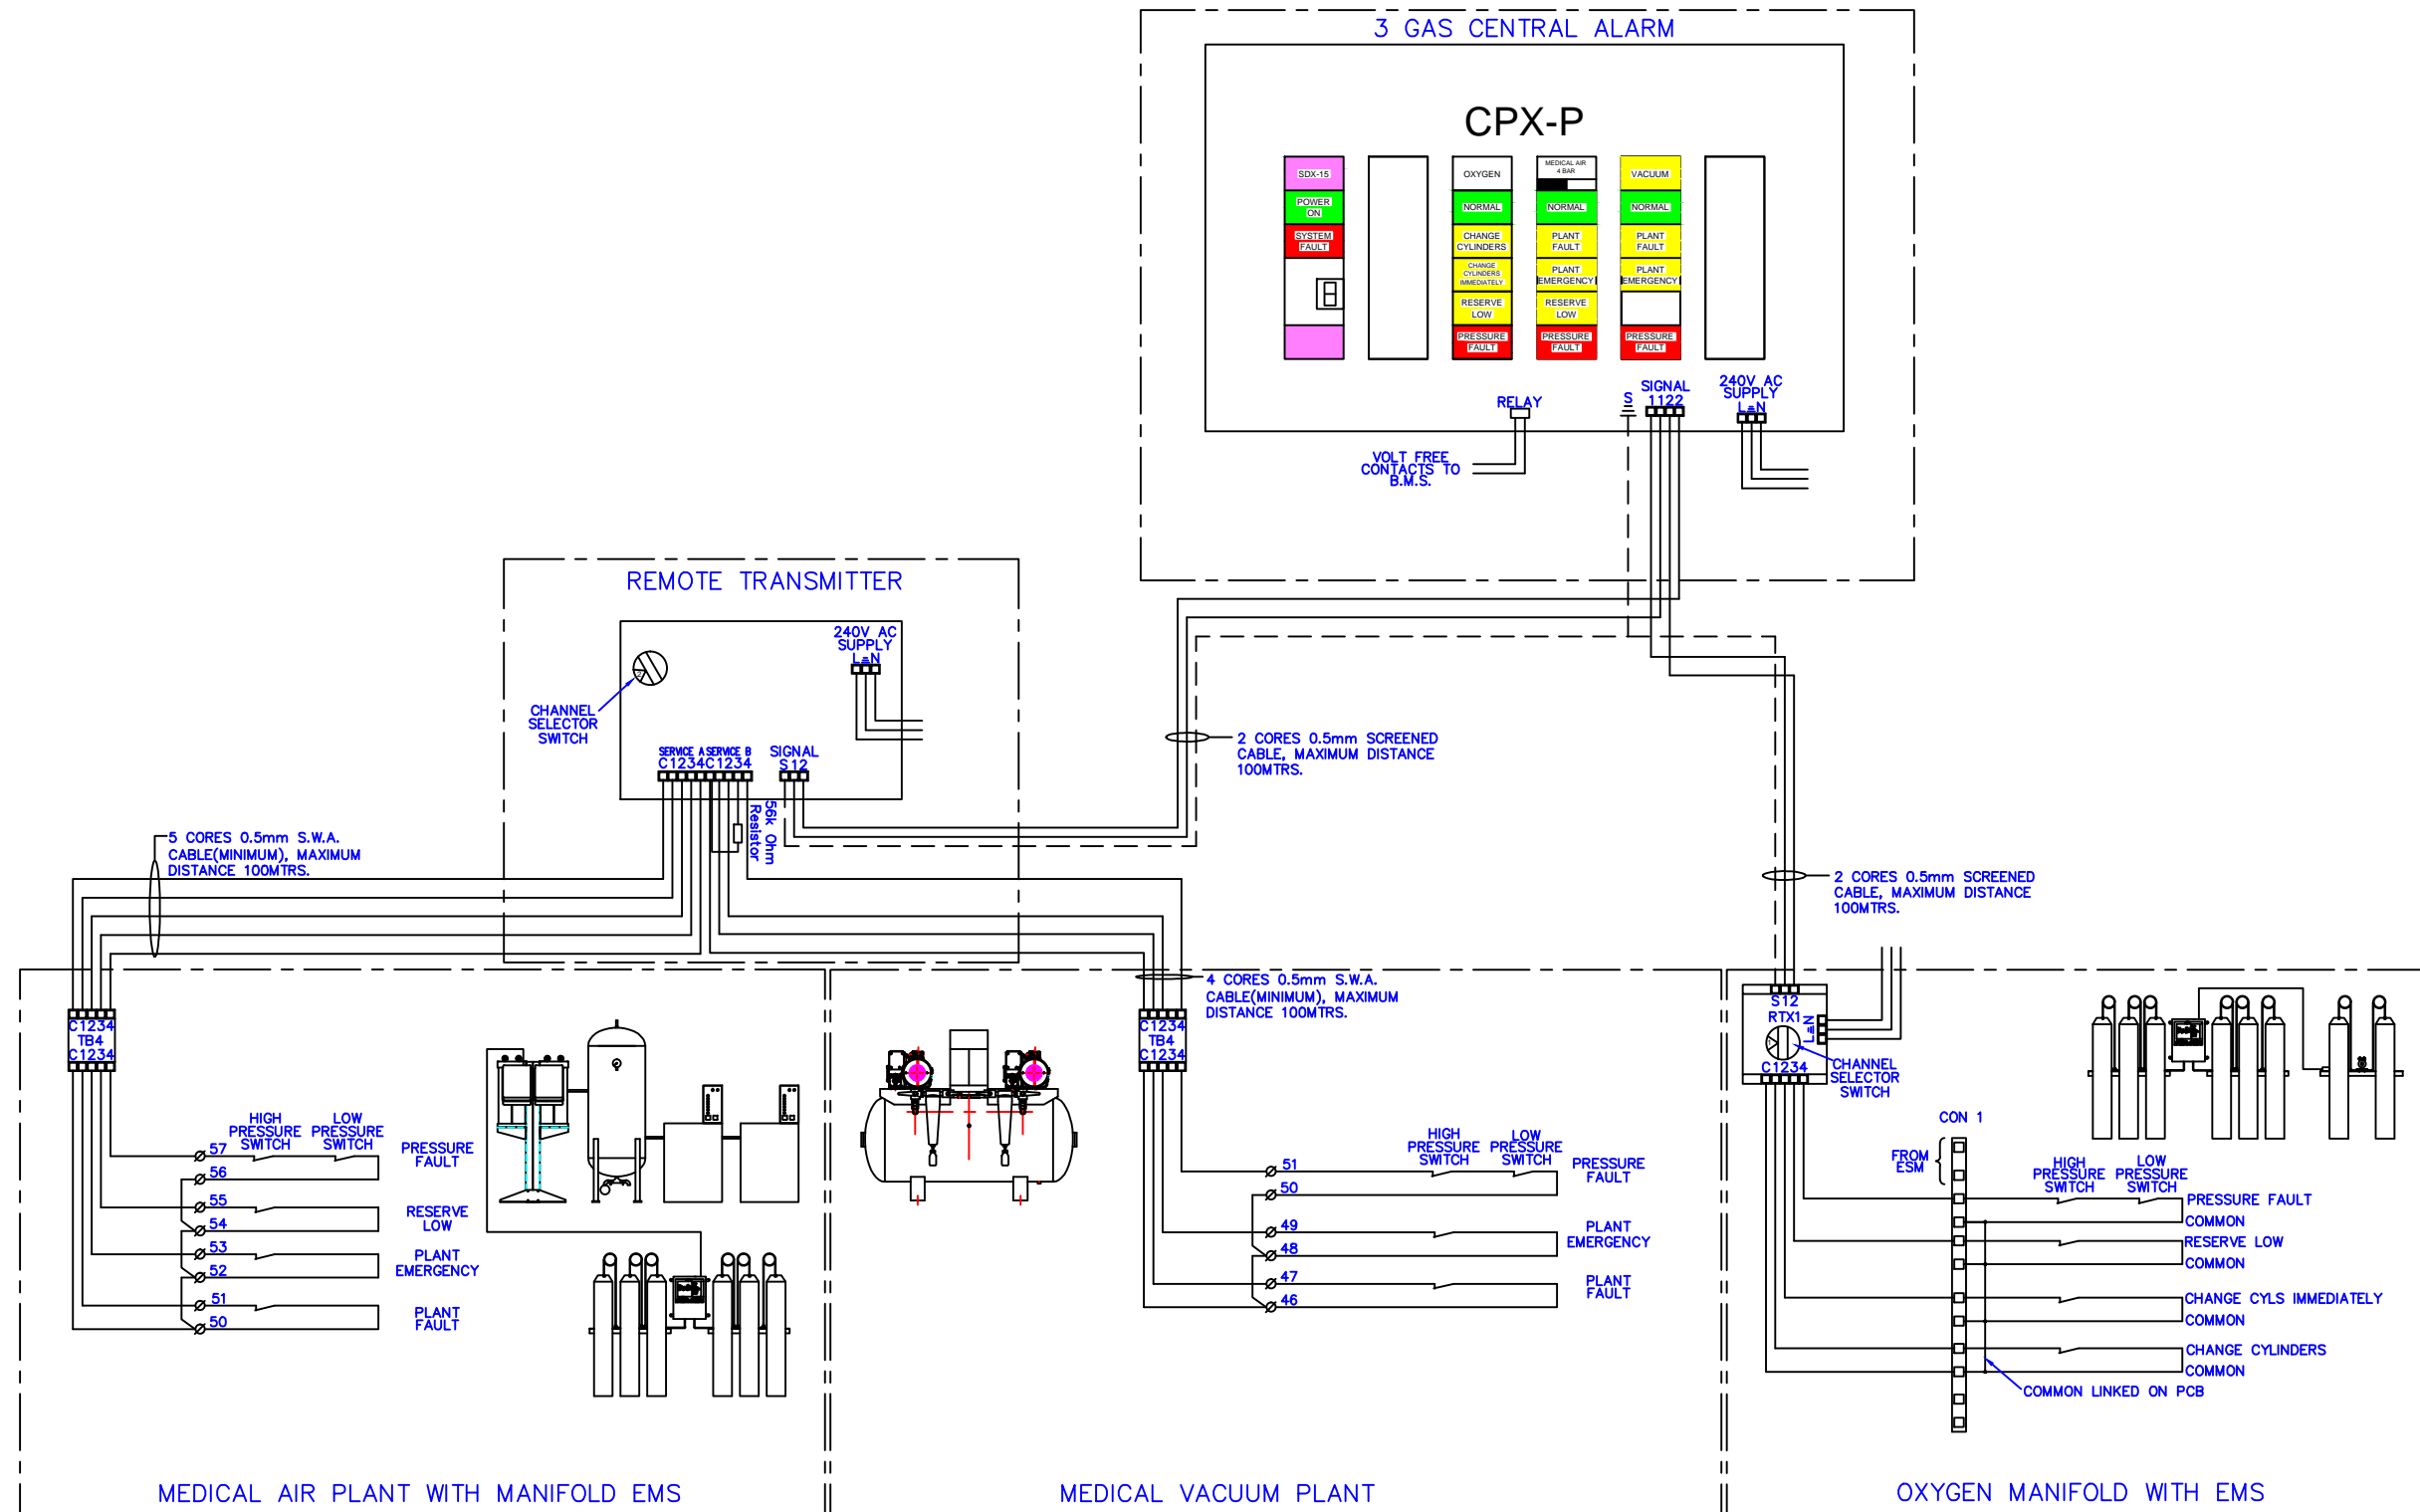 3 GAS CENTRAL ALARM
CPX-P
SDX-15
POWER
ON
SYSTEM
FAULT
OXYGEN
NORMAL
CHANGE
CYLINDERS
CHANGE
CYLINDERS
IMMEDIATELY
RESERVE
LOW
PRESSURE
FAULT
MEDICAL AIR
4 BAR
NORMAL
PLANT
FAULT
PLANT
EMERGENCY
RESERVE
LOW
PRESSURE
FAULT
VACUUM
NORMAL
PLANT
FAULT
PLANT
EMERGENCY
PRESSURE
FAULT
RELAY
S
SIGNAL
1122
240V AC
SUPPLY
L N
VOLT FREE
CONTACTS TO
B.M.S.
REMOTE TRANSMITTER
240V AC
SUPPLY
L N
2
CHANNEL
SELECTOR
SWITCH
SERVICE A SERVICE B
C1234C1234
SIGNAL
S12
56k Ohm
Resistor
2 CORES 0.5mm SCREENED
CABLE, MAXIMUM DISTANCE
100MTRS.
5 CORES 0.5mm S.W.A.
CABLE(MINIMUM), MAXIMUM
DISTANCE 100MTRS.
2 CORES 0.5mm SCREENED
CABLE, MAXIMUM DISTANCE
100MTRS.
4 CORES 0.5mm S.W.A.
CABLE(MINIMUM), MAXIMUM
DISTANCE 100MTRS.
C1234
TB4
C1234
HIGH
PRESSURE
SWITCH
LOW
PRESSURE
SWITCH
57
PRESSURE
FAULT
56
55
RESERVE
LOW
54
53
PLANT
EMERGENCY
52
51
PLANT
FAULT
50
MEDICAL AIR PLANT WITH MANIFOLD EMS
C1234
TB4
C1234
HIGH
PRESSURE
SWITCH
LOW
PRESSURE
SWITCH
51
PRESSURE
FAULT
50
49
PLANT
EMERGENCY
48
47
PLANT
FAULT
46
MEDICAL VACUUM PLANT
S12
RTX1
L N
C1234
CHANNEL
SELECTOR
SWITCH
CON 1
FROM
ESM
HIGH
PRESSURE
SWITCH
LOW
PRESSURE
SWITCH
PRESSURE FAULT
COMMON
RESERVE LOW
COMMON
CHANGE CYLS IMMEDIATELY
COMMON
CHANGE CYLINDERS
COMMON
COMMON LINKED ON PCB
OXYGEN MANIFOLD WITH EMS